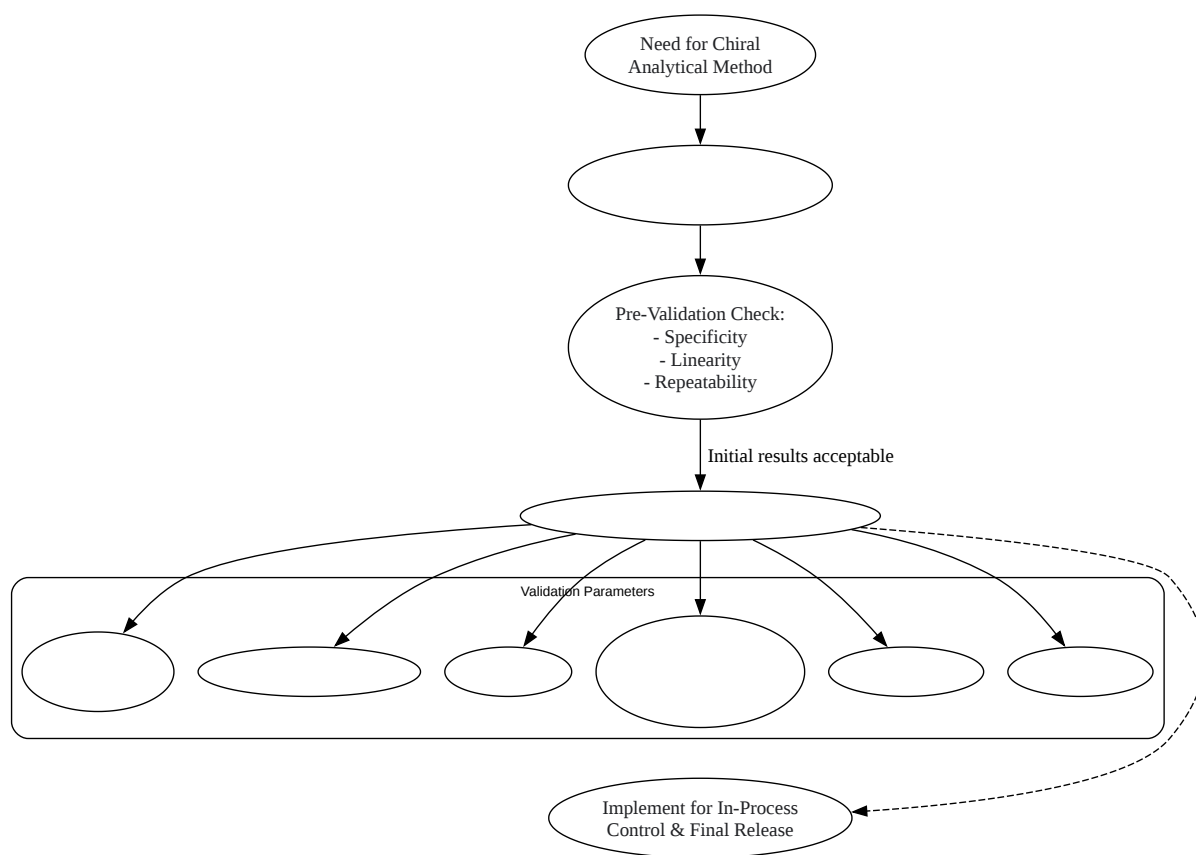 Need for Chiral
Analytical Method
Pre-Validation Check:
- Specificity
- Linearity
- Repeatability
Initial results acceptable
Validation Parameters
Implement for In-Process
Control & Final Release